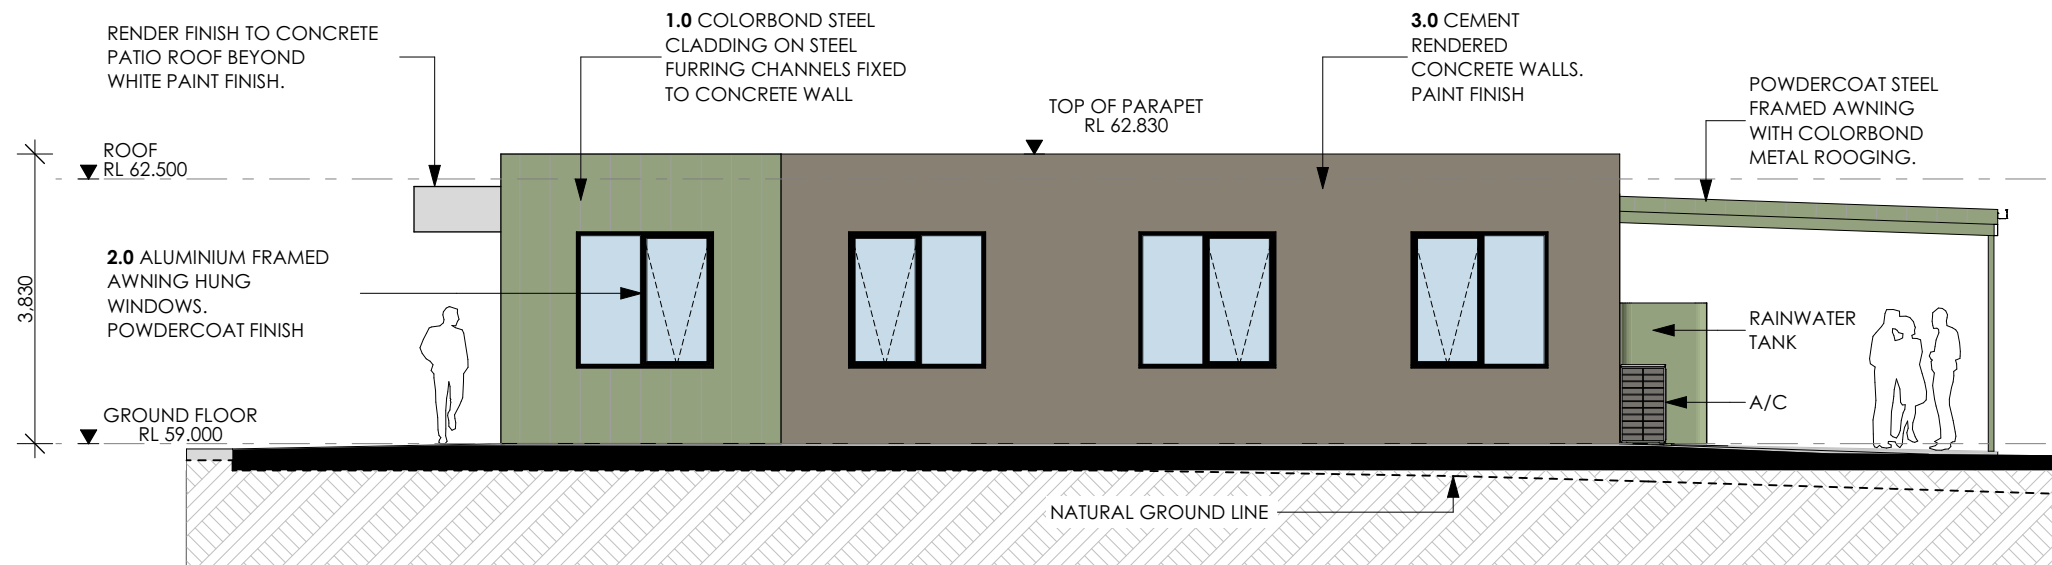 RENDER FINISH TO CONCRETE
PATIO ROOF BEYOND
WHITE PAINT FINISH.
1.0 COLORBOND STEEL
CLADDING ON STEEL
FURRING CHANNELS FIXED
TO CONCRETE WALL
3.0 CEMENT
RENDERED
CONCRETE WALLS.
PAINT FINISH
TOP OF PARAPET
RL 62.830
POWDERCOAT STEEL
FRAMED AWNING
WITH COLORBOND
METAL ROOGING.
ROOF
RL 62.500
2.0 ALUMINIUM FRAMED
AWNING HUNG
WINDOWS.
POWDERCOAT FINISH
3,830
RAINWATER
TANK
A/C
GROUND FLOOR
RL 59.000
NATURAL GROUND LINE